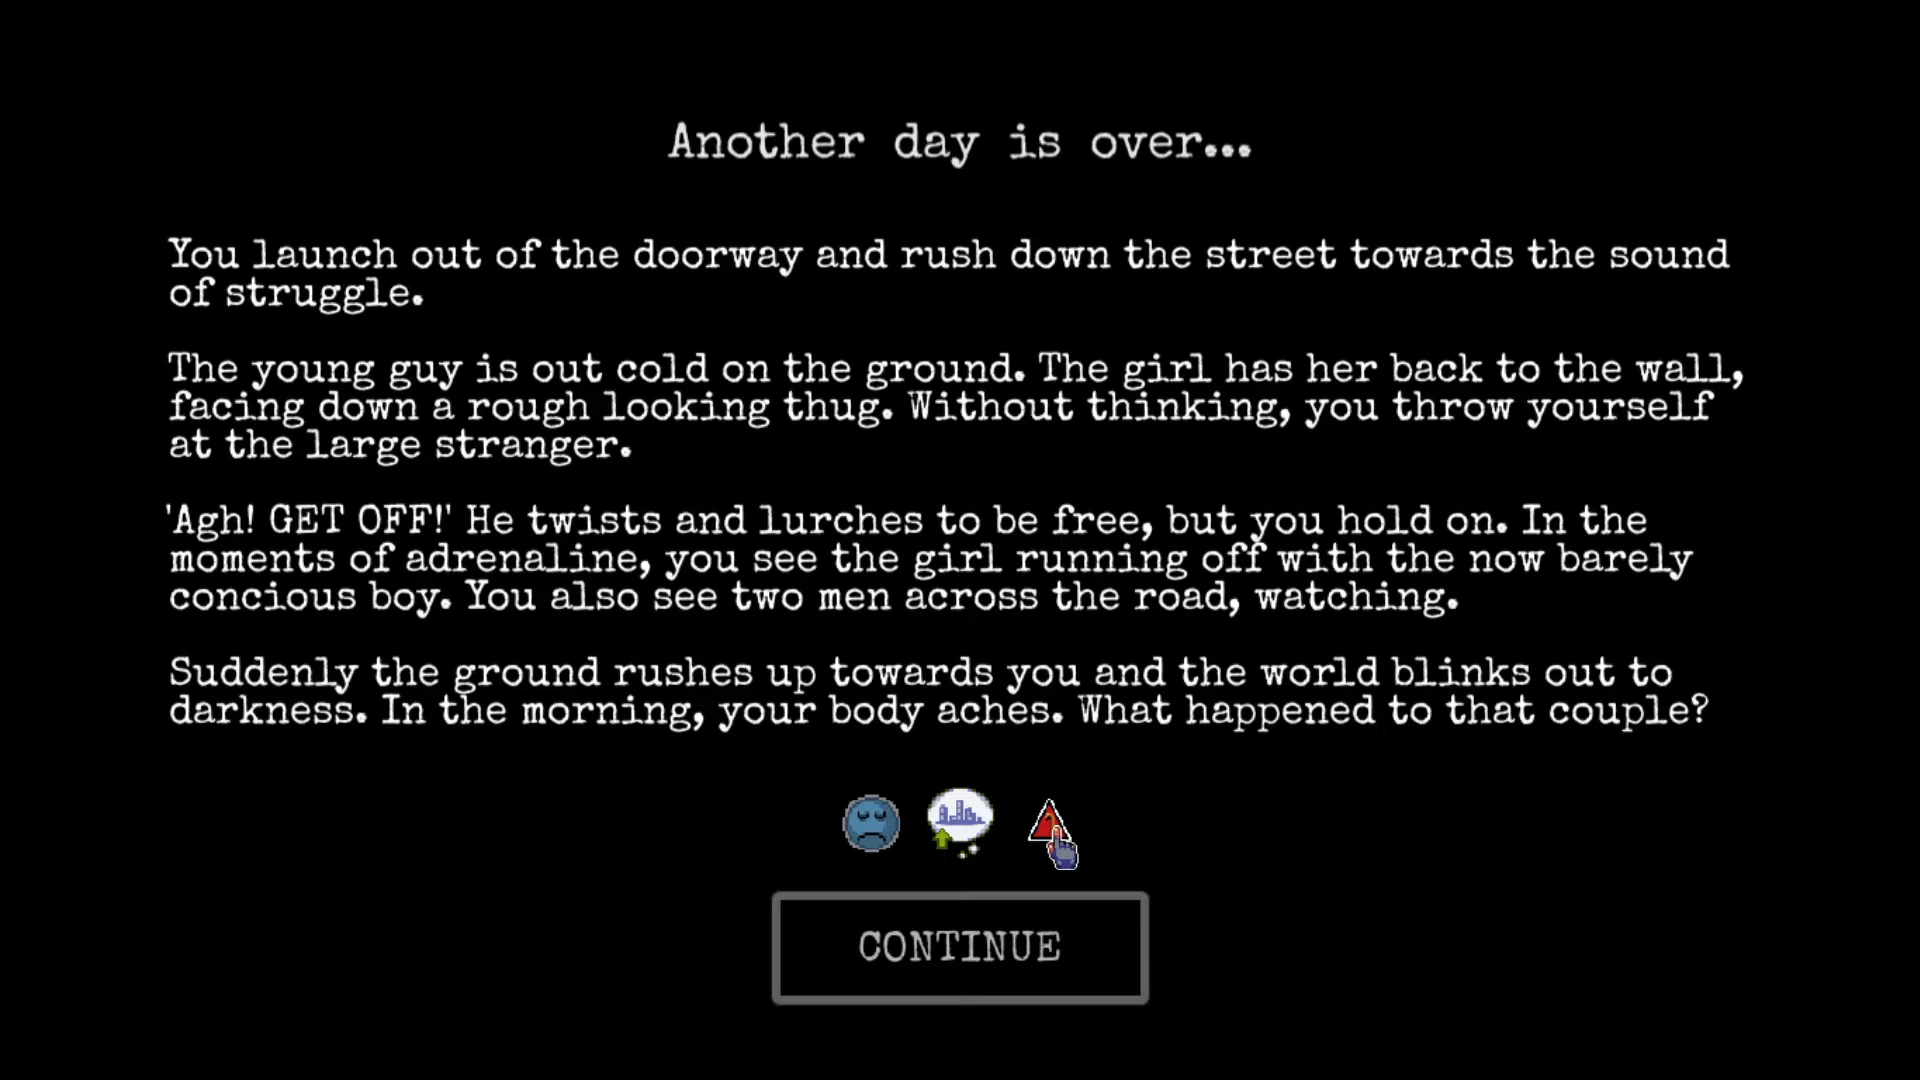 Another day is over...
You launch out of the doorway and rush down the street towards the sound
of struggle.
The young guy is out cold on the ground. The girl has her back to the wall,
facing down a rough looking thug. Without thinking, you throw yourself
at the large stranger.
'Agh! GET OFF!' He twists and lurches to be free, but you hold on. In the
moments of adrenaline, you see the girl running off with the now barely
concious boy. You also see two men across the road, watching.
Suddenly the ground rushes up towards you and the world blinks out to
darkness. In the morning, your body aches. What happened to that couple?
CONTINUE